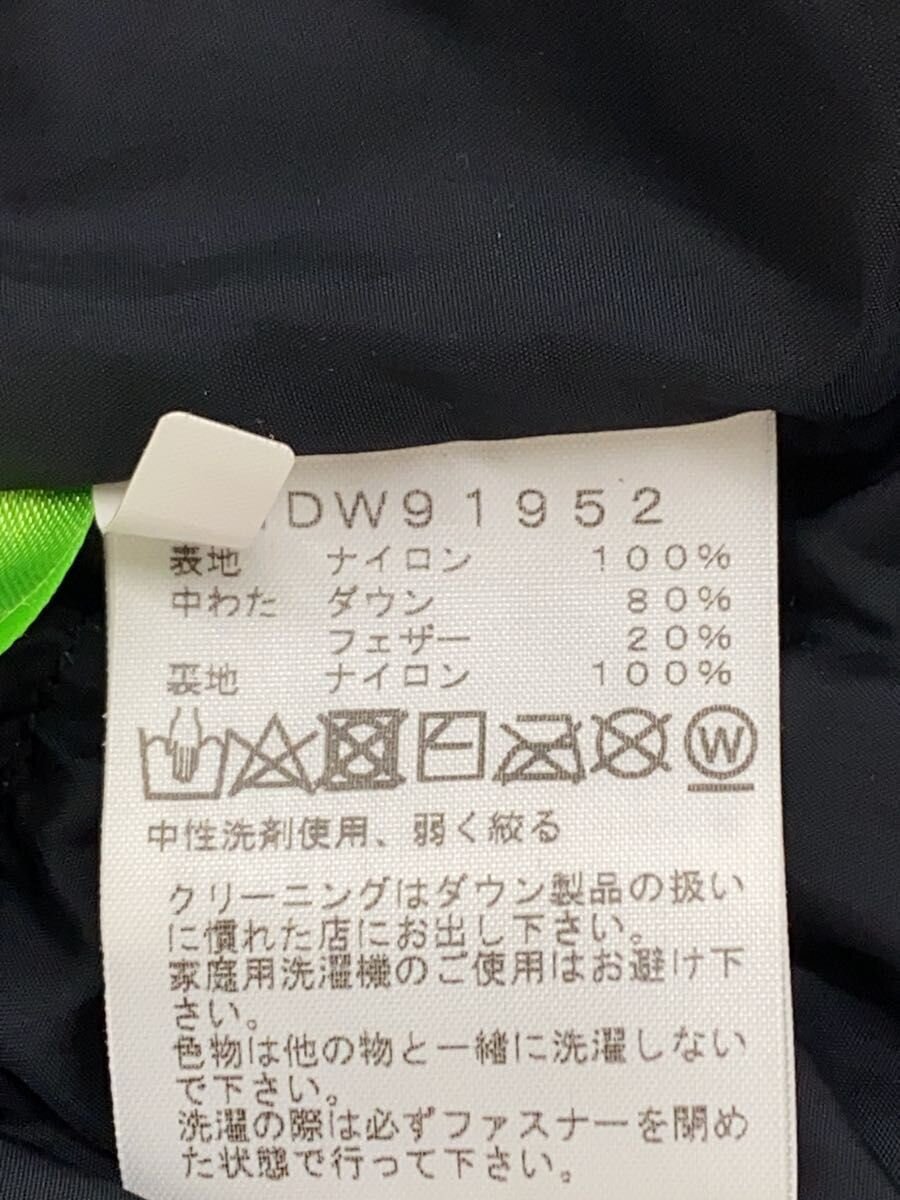 DW91952
表地 ナイロン 100%
中わた ダウン 80%
フェザー 20%
裏地 ナイロン 100%
W
中性洗剤使用、弱く絞る
クリーニングはダウン製品の扱い
に慣れた店にお出し下さい。
家庭用洗濯機のご使用はお避け下
さい。
色物は他の物と一緒に洗濯しない
で下さい。
洗濯の際は必ずファスナーを閉め
た状態で行って下さい。